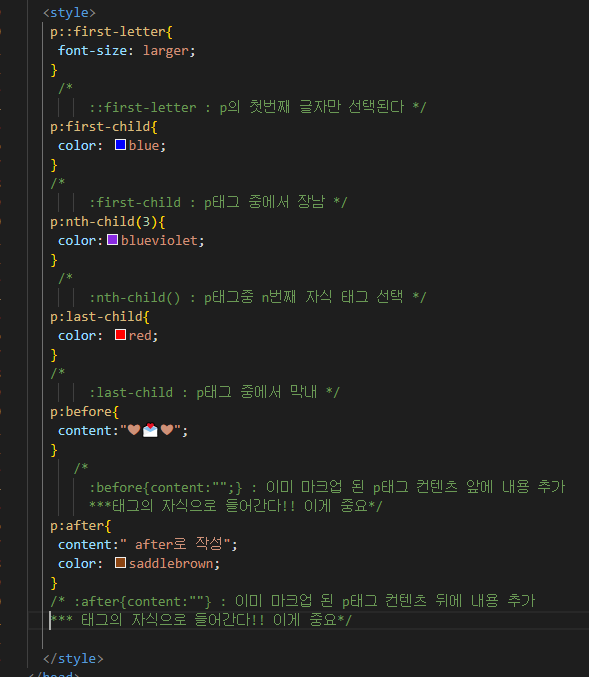 <style>
p::first-letter{
font-size: larger;
}
/*
::first-letter : p의 첫번째 글자만 선택된다 */
p:first-child{
color: blue;
}
/*
:first-child : p태그 중에서 장남 */
p:nth-child(3){
color:blueviolet;
}
/*
:nth-child() : p태그중 n번째 자식 태그 선택 */
p:last-child{
color: red;
}
/*
:last-child : p태그 중에서 막내 */
p:before{
content:"🤎💌🤎";
}
/*
:before{content:"";} : 이미 마크업 된 p태그 컨텐츠 앞에 내용 추가
***태그의 자식으로 들어간다!! 이게 중요*/
p:after{
content:" after로 작성";
color: saddlebrown;
}
/* :after{content:""} : 이미 마크업 된 p태그 컨텐츠 뒤에 내용 추가
*** 태그의 자식으로 들어간다!! 이게 중요*/
</style>
</head>